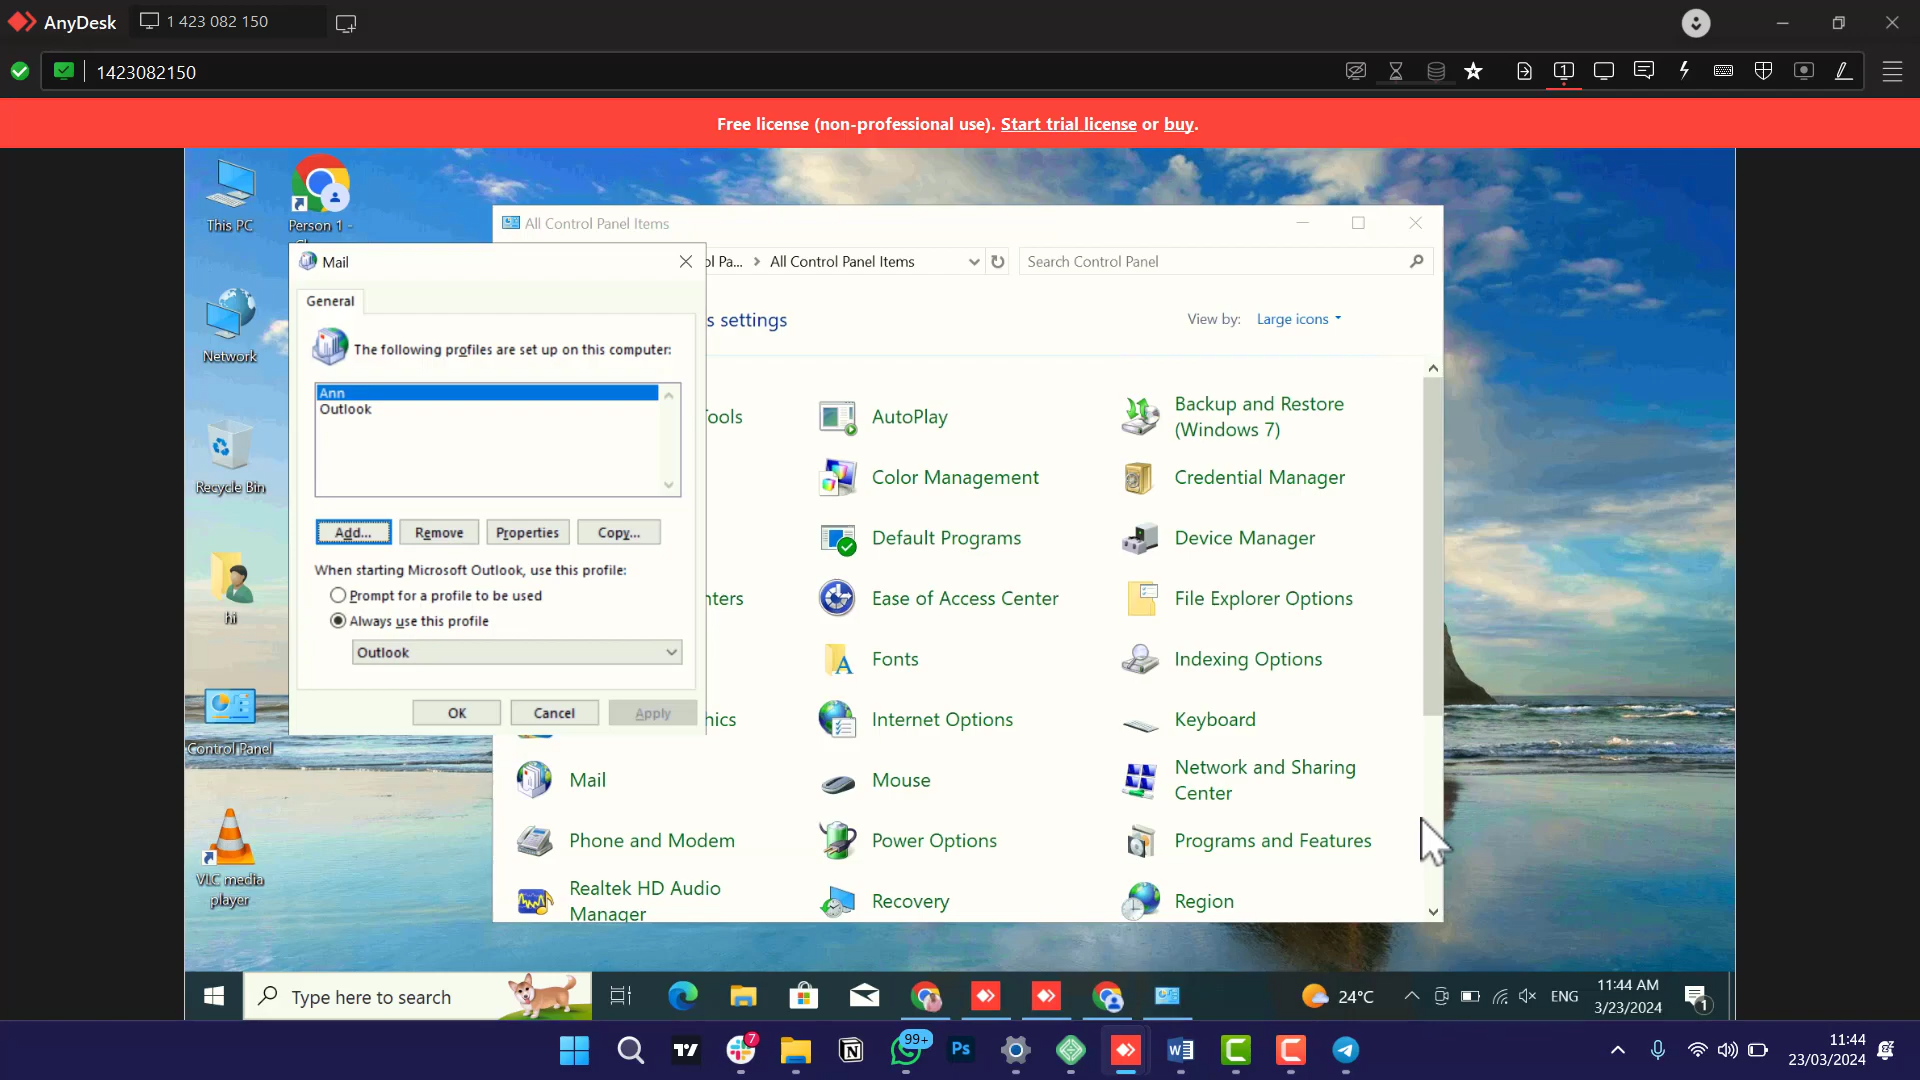 AnyDesk
1 423 082 150
1423082150
Free license (non-professional use). Start trial license or buy.
This PC
Person 1 -
Network
Recycle Bin
hi
Control Panel
VLC media
player
All Control Panel Items
All Control Panel Items
Search Control Panel
s settings
View by: Large icons
Mail
General
The following profiles are set up on this computer:
Ann
Outlook
Add...
Remove
Properties
Copy...
When starting Microsoft Outlook, use this profile:
Prompt for a profile to be used
Always use this profile
Outlook
OK
Cancel
Apply
AutoPlay
Backup and Restore
(Windows 7)
Color Management
Credential Manager
Default Programs
Device Manager
Ease of Access Center
File Explorer Options
Fonts
Indexing Options
Internet Options
Keyboard
Mail
Mouse
Network and Sharing
Center
Phone and Modem
Power Options
Programs and Features
Realtek HD Audio
Manager
Recovery
Region
Type here to search
24°C
ENG
11:44 AM
3/23/2024
1
7
99+
Ps
11:44
23/03/2024